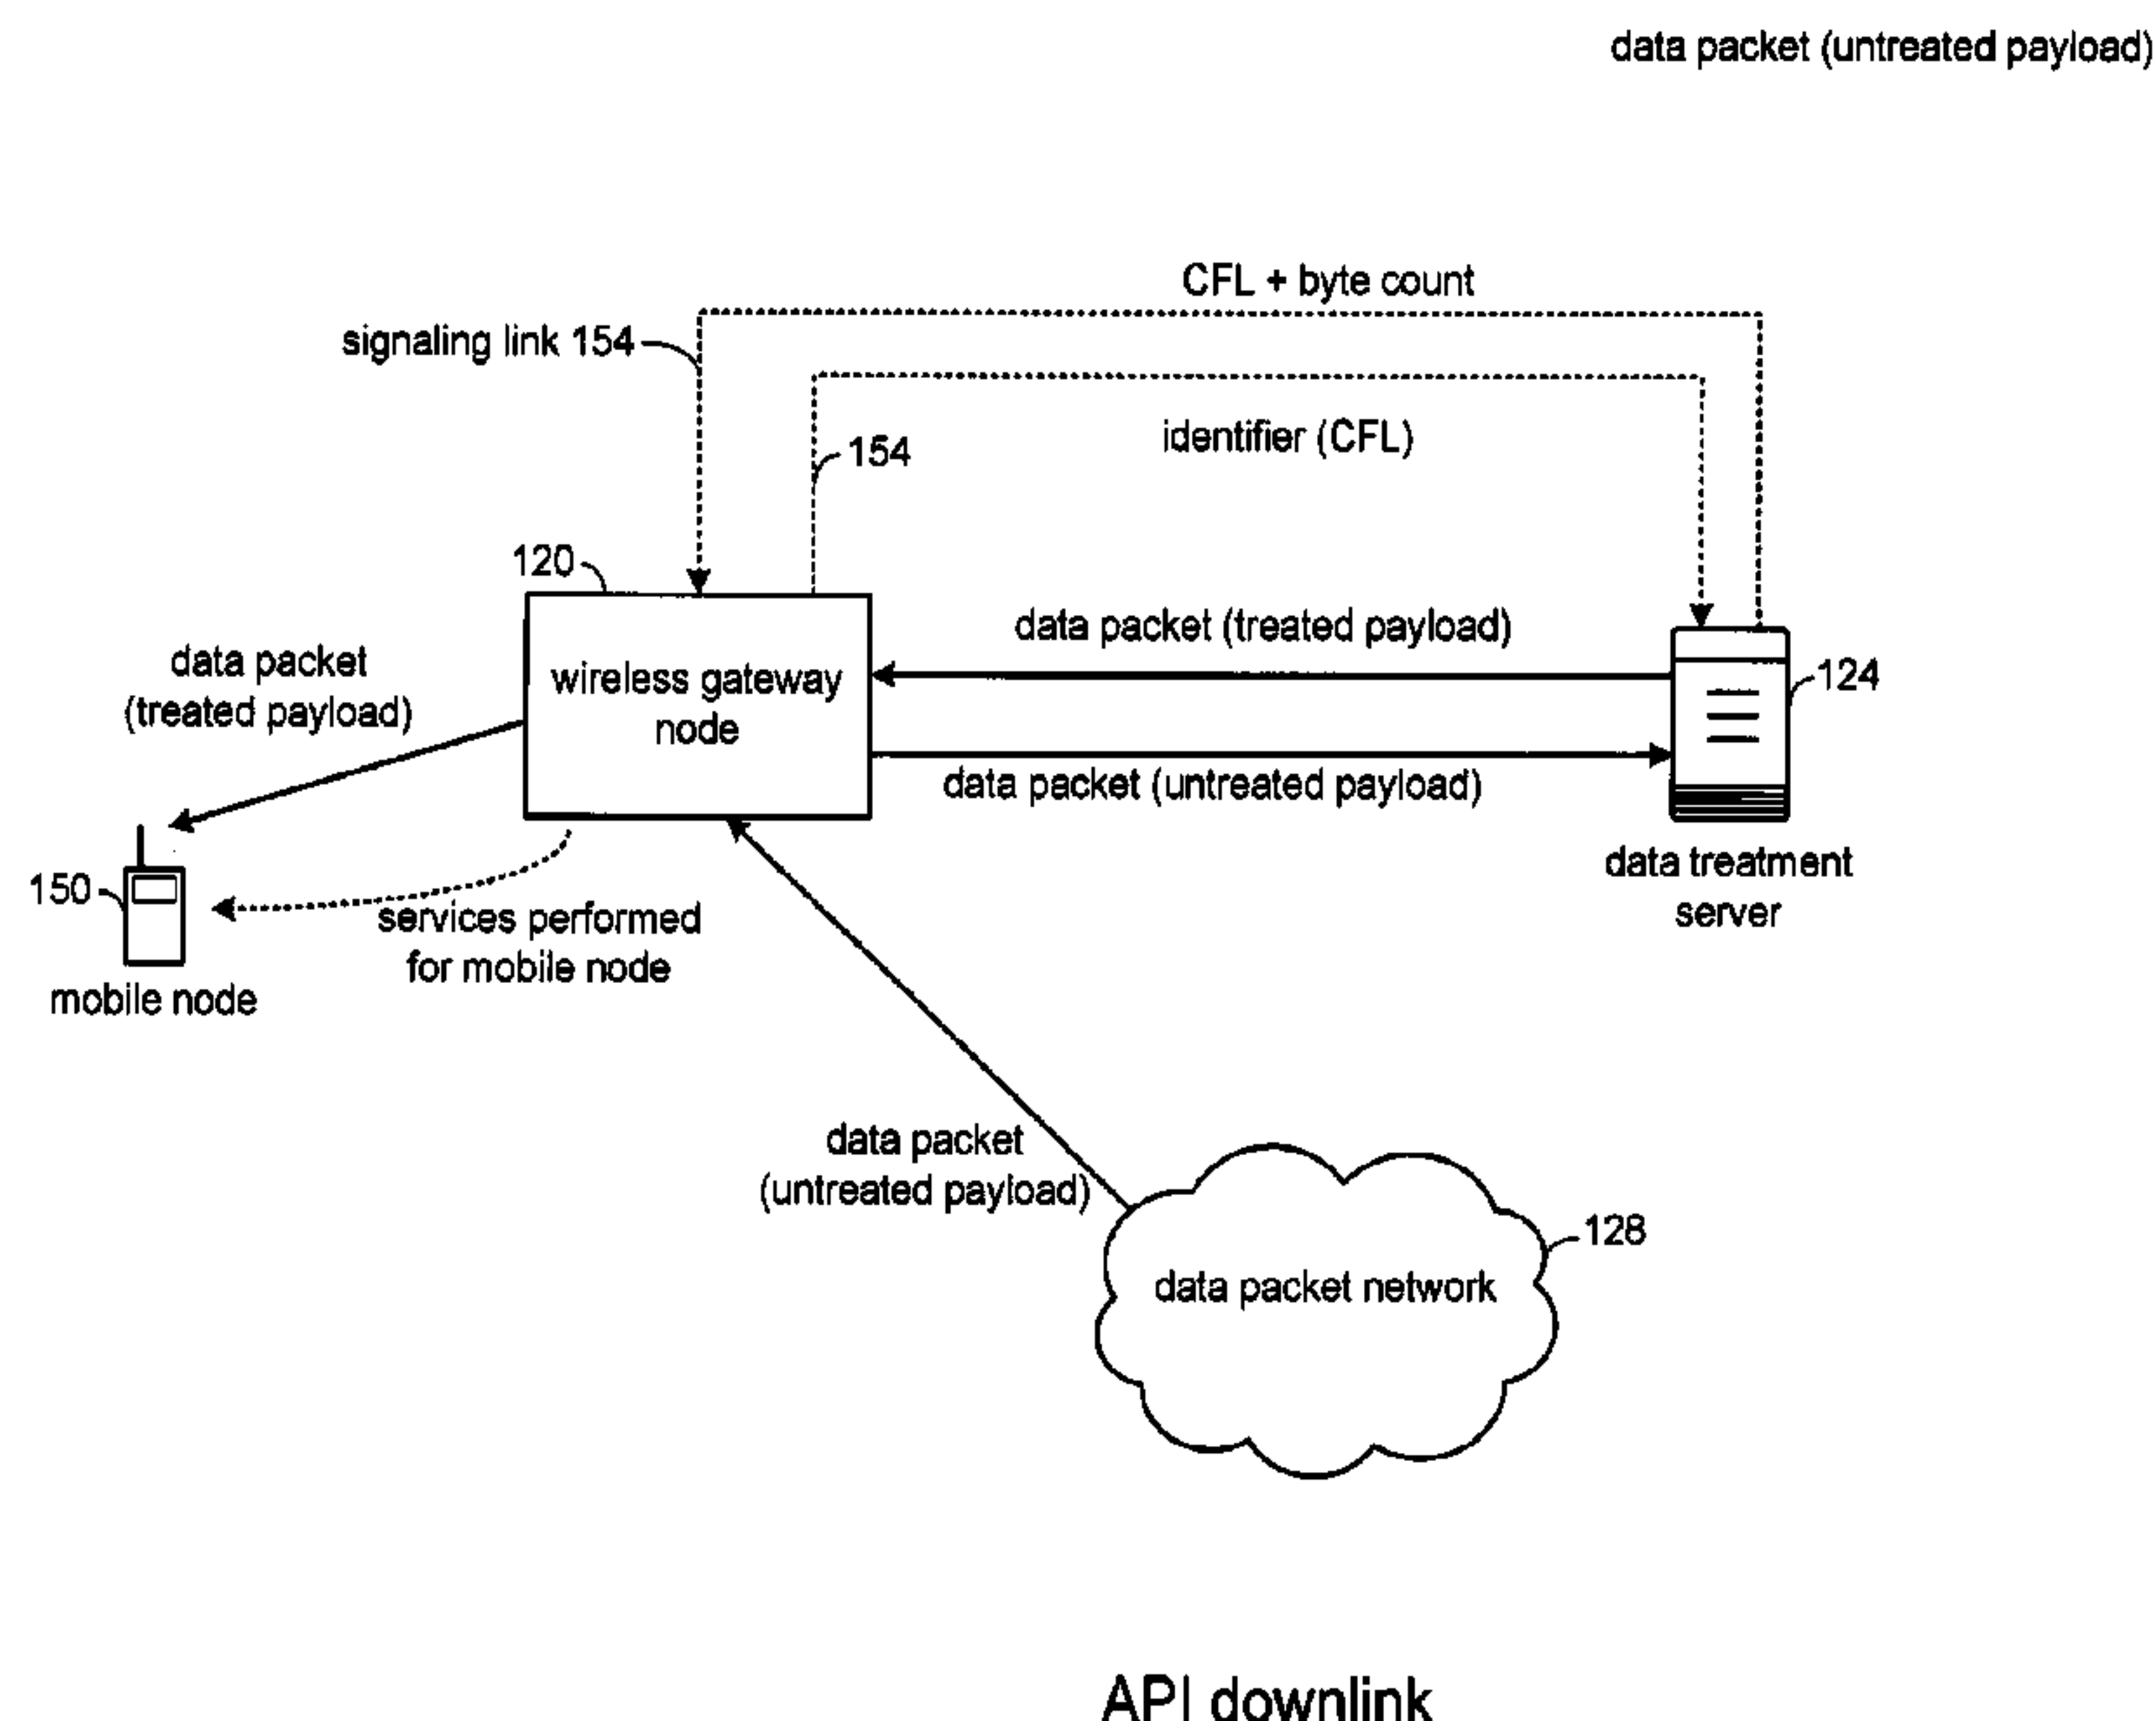 data packet (untreated payload)
CFL + byte count
signaling link 154
identifier (CFL)
154
120
data packet (treated payload)
124
data packet
(treated payload)
wireless gateway
node
data packet (untreated payload)
data treatment
server
150
services performed
for mobile node
mobile node
data packet
(untreated payload)
128
data packet network
API downlink